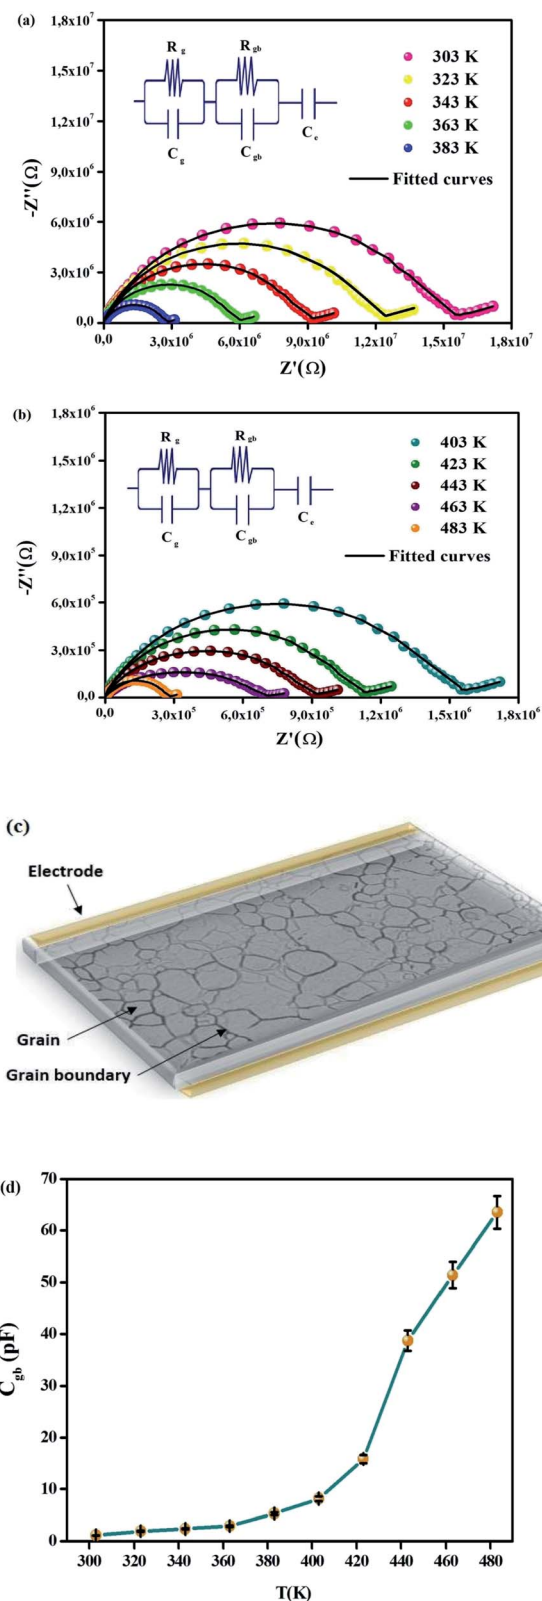 (a)
1,8x10⁷
1,5x10⁷
1,2x10⁷
9,0x10⁶
6,0x10⁶
3,0x10⁶
0,0
-Z''(Ω)
R g
R gb
C g
C gb
C e
303 K
323 K
343 K
363 K
383 K
Fitted curves
0,0 3,0x10⁶ 6,0x10⁶ 9,0x10⁶ 1,2x10⁷ 1,5x10⁷ 1,8x10⁷
Z'(Ω)
(b)
1,8x10⁶
1,5x10⁶
1,2x10⁶
9,0x10⁵
6,0x10⁵
3,0x10⁵
0,0
-Z''(Ω)
R g
R gb
C g
C gb
C e
403 K
423 K
443 K
463 K
483 K
Fitted curves
0,0 3,0x10⁵ 6,0x10⁵ 9,0x10⁵ 1,2x10⁶ 1,5x10⁶ 1,8x10⁶
Z'(Ω)
(c)
Electrode
Grain
Grain boundary
(d)
70
60
50
40
30
20
10
0
C gb (pF)
300 320 340 360 380 400 420 440 460 480
T(K)